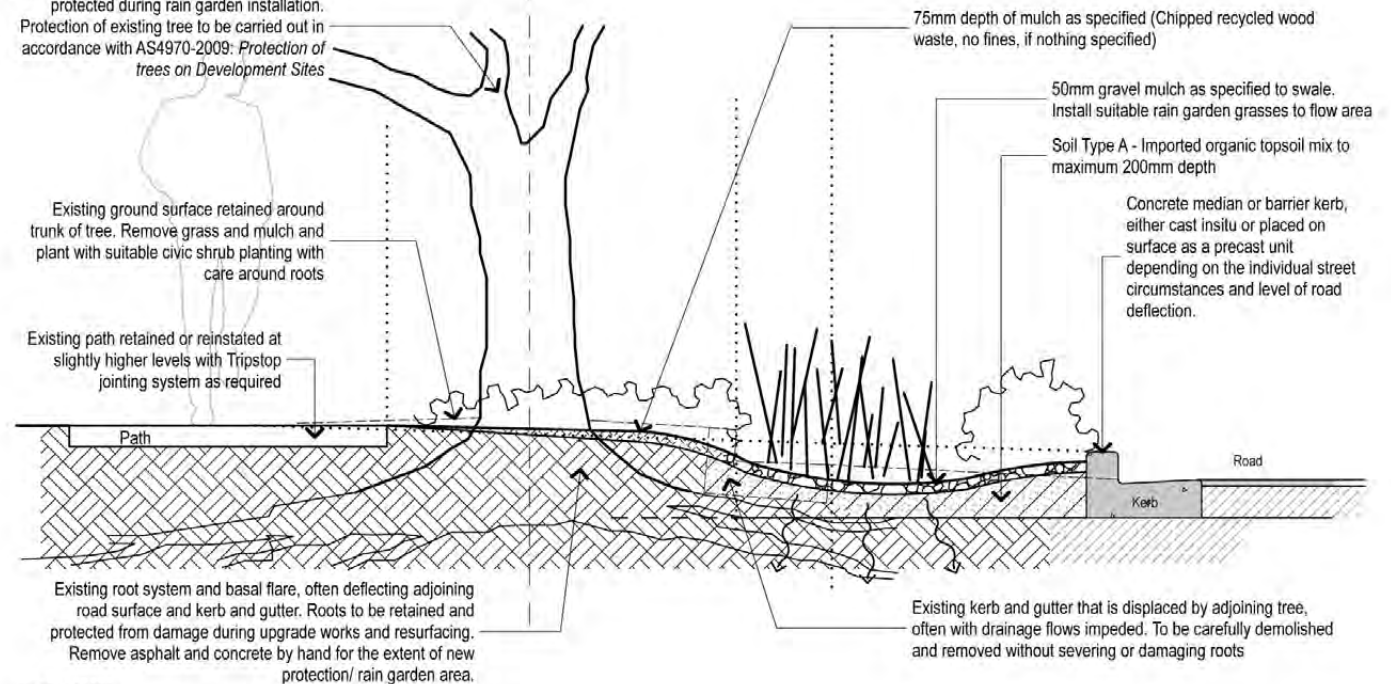 protected during rain garden installation.
Protection of existing tree to be carried out in
accordance with AS4970-2009: Protection of
trees on Development Sites
75mm depth of mulch as specified (Chipped recycled wood
waste, no fines, if nothing specified)
50mm gravel mulch as specified to swale.
Install suitable rain garden grasses to flow area
Soil Type A - Imported organic topsoil mix to
maximum 200mm depth
Concrete median or barrier kerb,
either cast insitu or placed on
surface as a precast unit
depending on the individual street
circumstances and level of road
deflection.
Existing ground surface retained around
trunk of tree. Remove grass and mulch and
plant with suitable civic shrub planting with
care around roots
Existing path retained or reinstated at
slightly higher levels with Tripstop
jointing system as required
Path
Road
Kerb
Existing root system and basal flare, often deflecting adjoining
road surface and kerb and gutter. Roots to be retained and
protected from damage during upgrade works and resurfacing.
Remove asphalt and concrete by hand for the extent of new
protection/ rain garden area.
Existing kerb and gutter that is displaced by adjoining tree,
often with drainage flows impeded. To be carefully demolished
and removed without severing or damaging roots